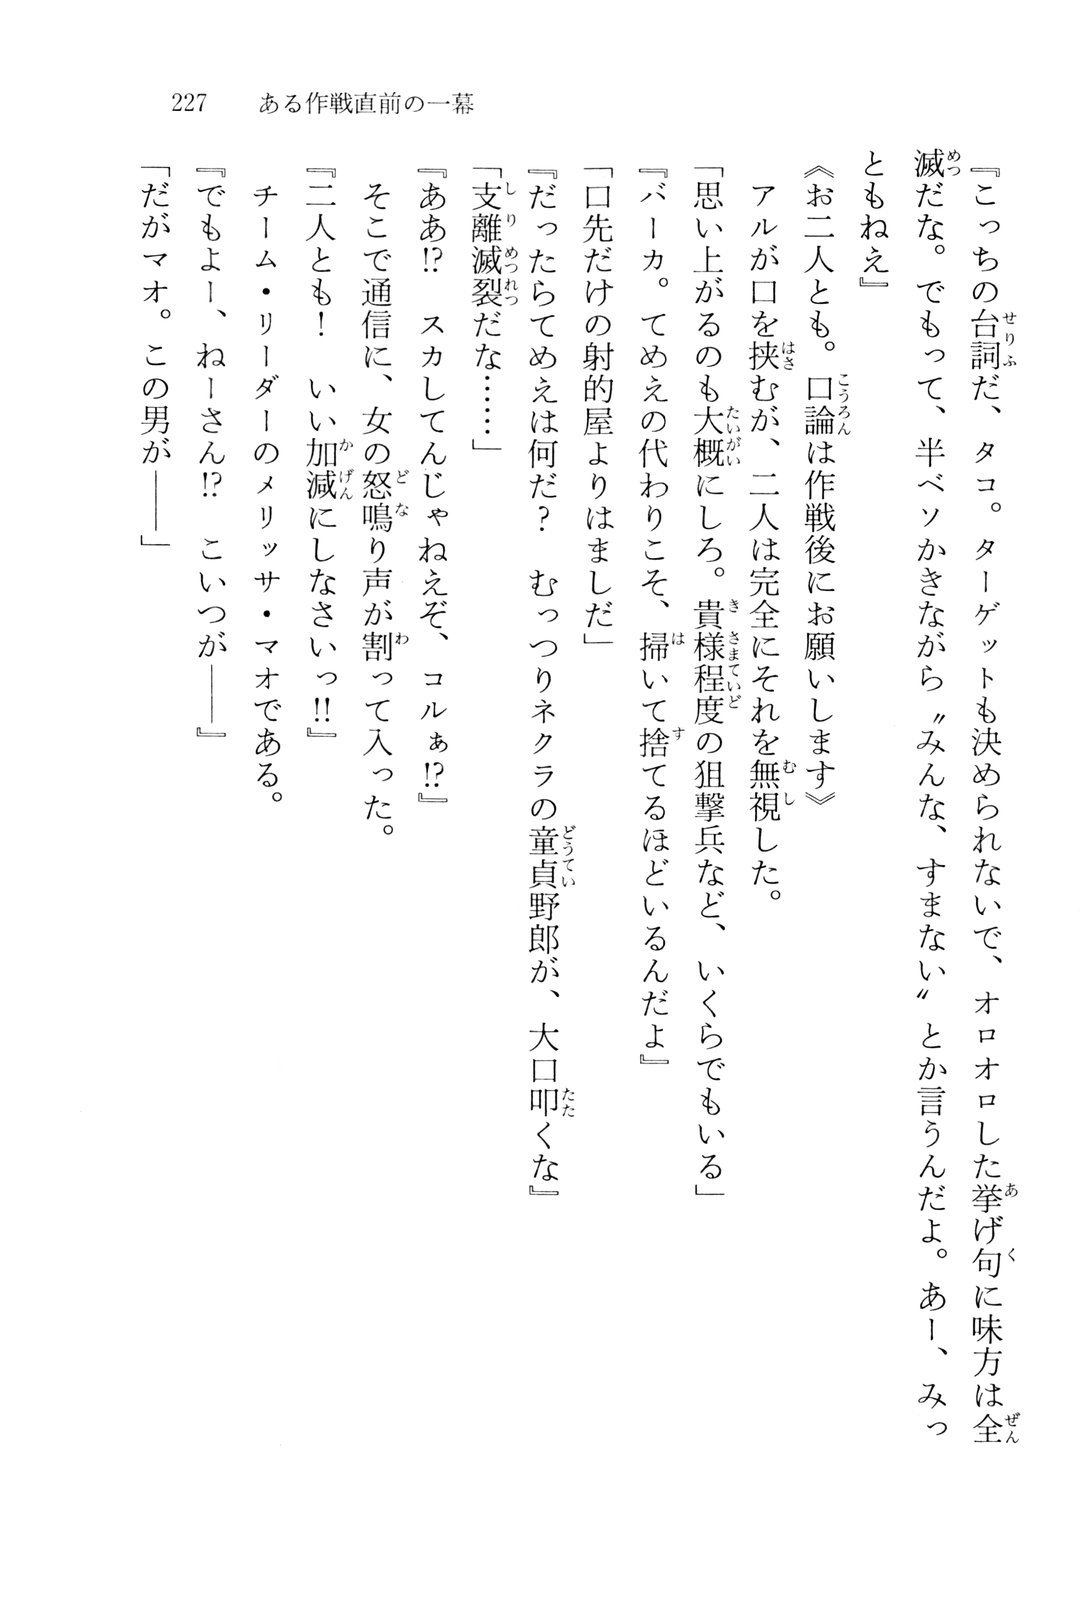 227　ある作戦直前の一幕
『こっちの台詞だ、タコ。ターゲットも決められないで、オロオロした挙げ句に味方は全
滅だな。でもって、半ベソかきながら〝みんな、すまない〟とか言うんだよ。あー、みっ
ともねえ』
《お二人とも。口論は作戦後にお願いします》
　アルが口を挟むが、二人は完全にそれを無視した。
「思い上がるのも大概にしろ。貴様程度の狙撃兵など、いくらでもいる」
『バーカ。てめえの代わりこそ、掃いて捨てるほどいるんだよ』
「口先だけの射的屋よりはましだ」
『だったらてめえは何だ？　むっつりネクラの童貞野郎が、大口叩くな』
「支離滅裂だな……」
『ああ!?　スカしてんじゃねえぞ、コルぁ!?』
　そこで通信に、女の怒鳴り声が割って入った。
『二人とも！　いい加減にしなさいっ!!』
　チーム・リーダーのメリッサ・マオである。
『でもよー、ねーさん!?　こいつが――』
「だがマオ。この男が――」